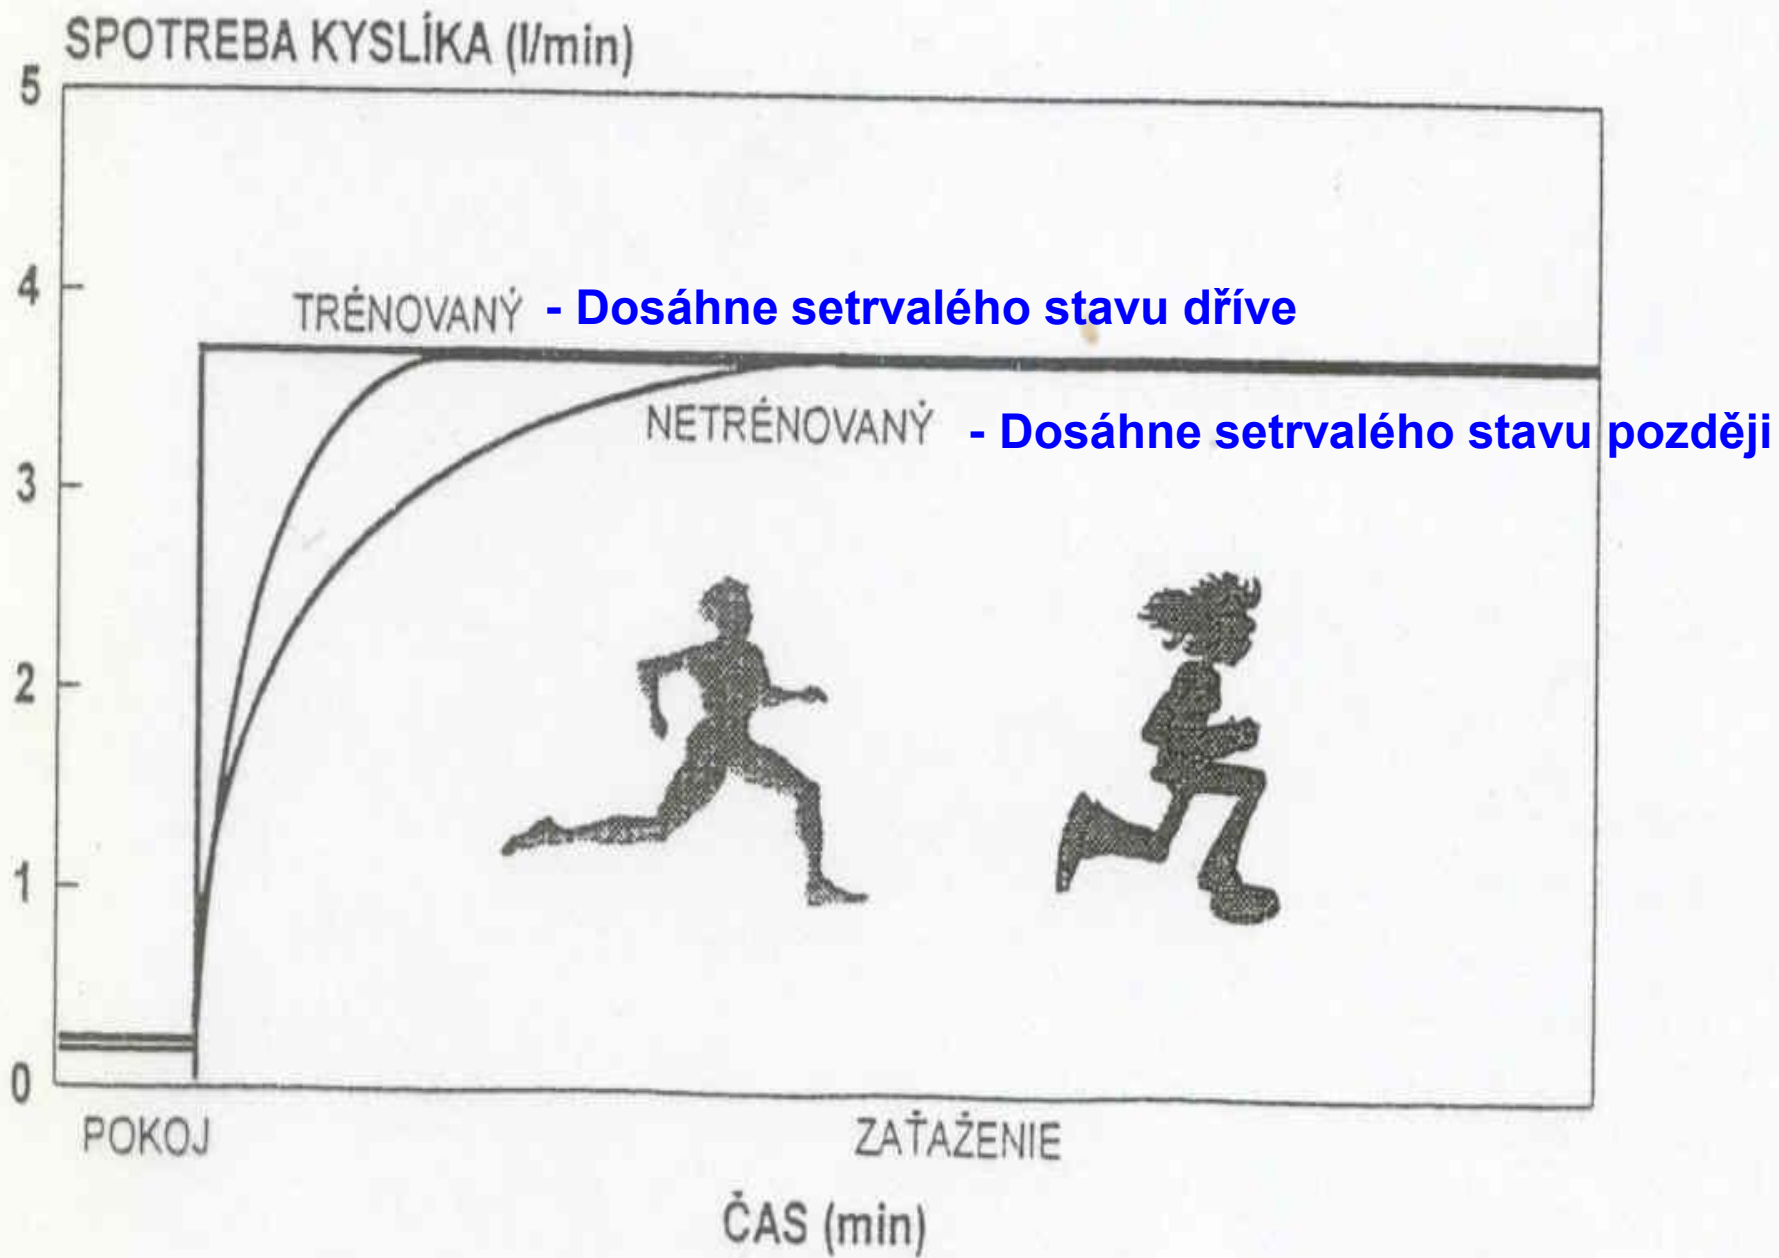 SPOTREBA KYSLÍKA (l/min)
5
4
TRÉNOVANÝ - Dosáhne setrvalého stavu dříve
NETRÉNOVANÝ - Dosáhne setrvalého stavu později
3
2
1
0
POKOJ
ZAŤAŽENIE
ČAS (min)